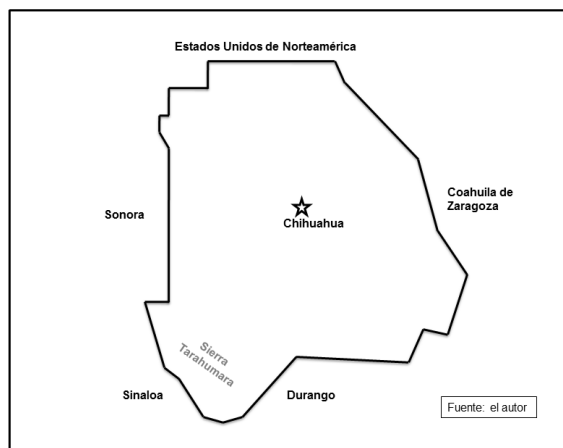 Estados Unidos de Norteamérica
Coahuila de
Zaragoza
Sonora
Chihuahua
Sierra
Tarahumara
Sinaloa
Durango
Fuente: el autor